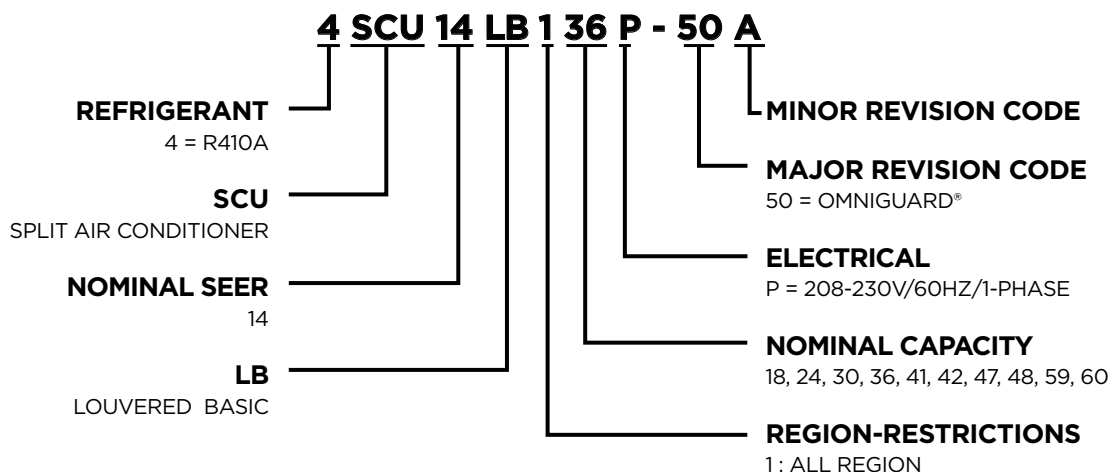 4 SCU 14 LB 1 36 P - 50 A
REFRIGERANT
4 = R410A
SCU
SPLIT AIR CONDITIONER
NOMINAL SEER
14
LB
LOUVERED BASIC
MINOR REVISION CODE
MAJOR REVISION CODE
50 = OMNIGUARD®
ELECTRICAL
P = 208-230V/60HZ/1-PHASE
NOMINAL CAPACITY
18, 24, 30, 36, 41, 42, 47, 48, 59, 60
REGION-RESTRICTIONS
1 : ALL REGION